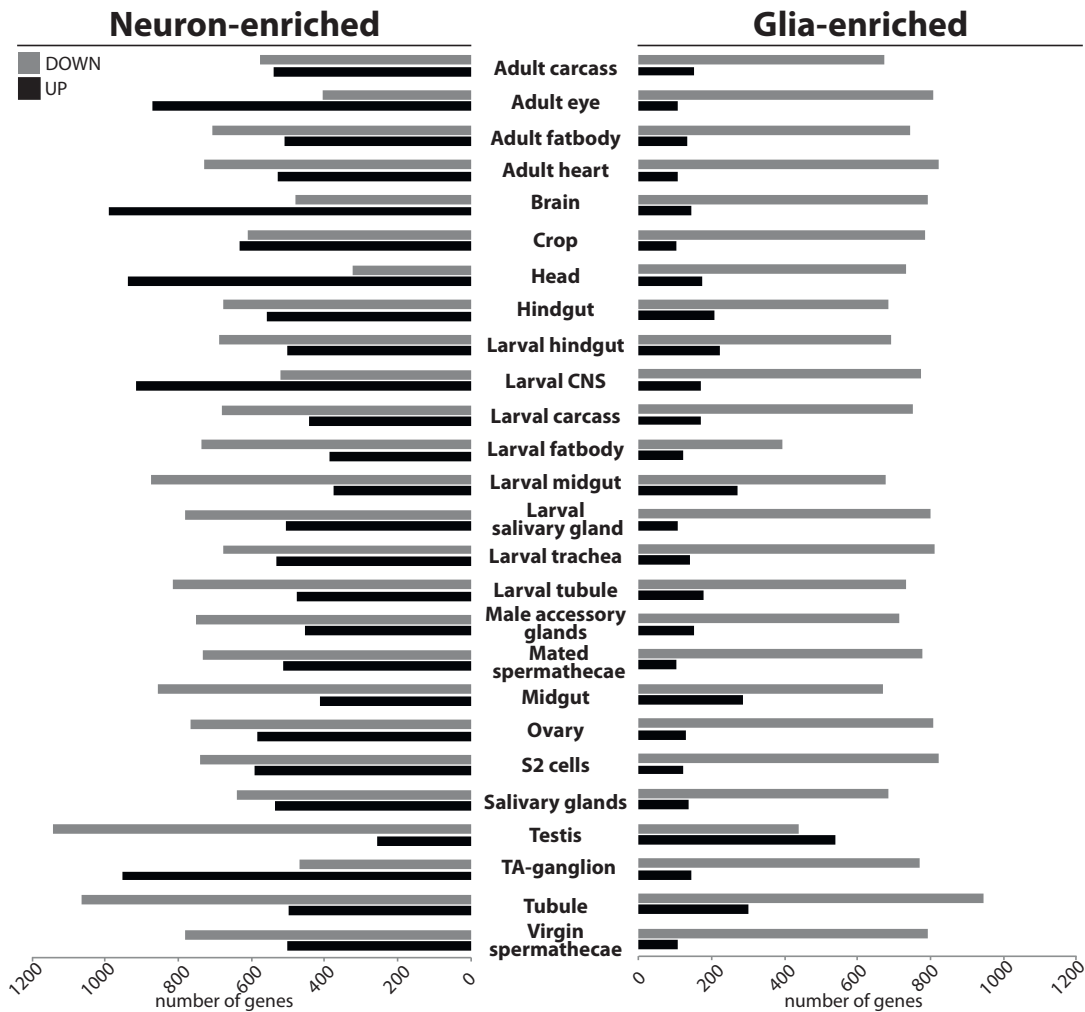 Neuron-enriched
Glia-enriched
DOWN
UP
Adult carcass
Adult eye
Adult fatbody
Adult heart
Brain
Crop
Head
Hindgut
Larval hindgut
Larval CNS
Larval carcass
Larval fatbody
Larval midgut
Larval
salivary gland
Larval trachea
Larval tubule
Male accessory
glands
Mated
spermathecae
Midgut
Ovary
S2 cells
Salivary glands
Testis
TA-ganglion
Tubule
Virgin
spermathecae
1200 1000 800 600 400 200 0
number of genes
0 200 400 600 800 1000 1200
number of genes